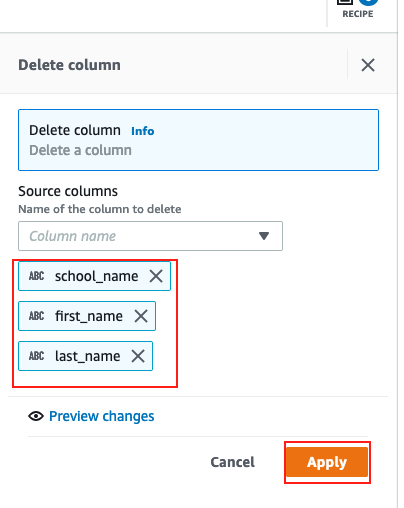 RECIPE
Delete column
Delete column Info
Delete a column
Source columns
Name of the column to delete
Column name
ABC school_name
ABC first_name
ABC last_name
Preview changes
Cancel Apply